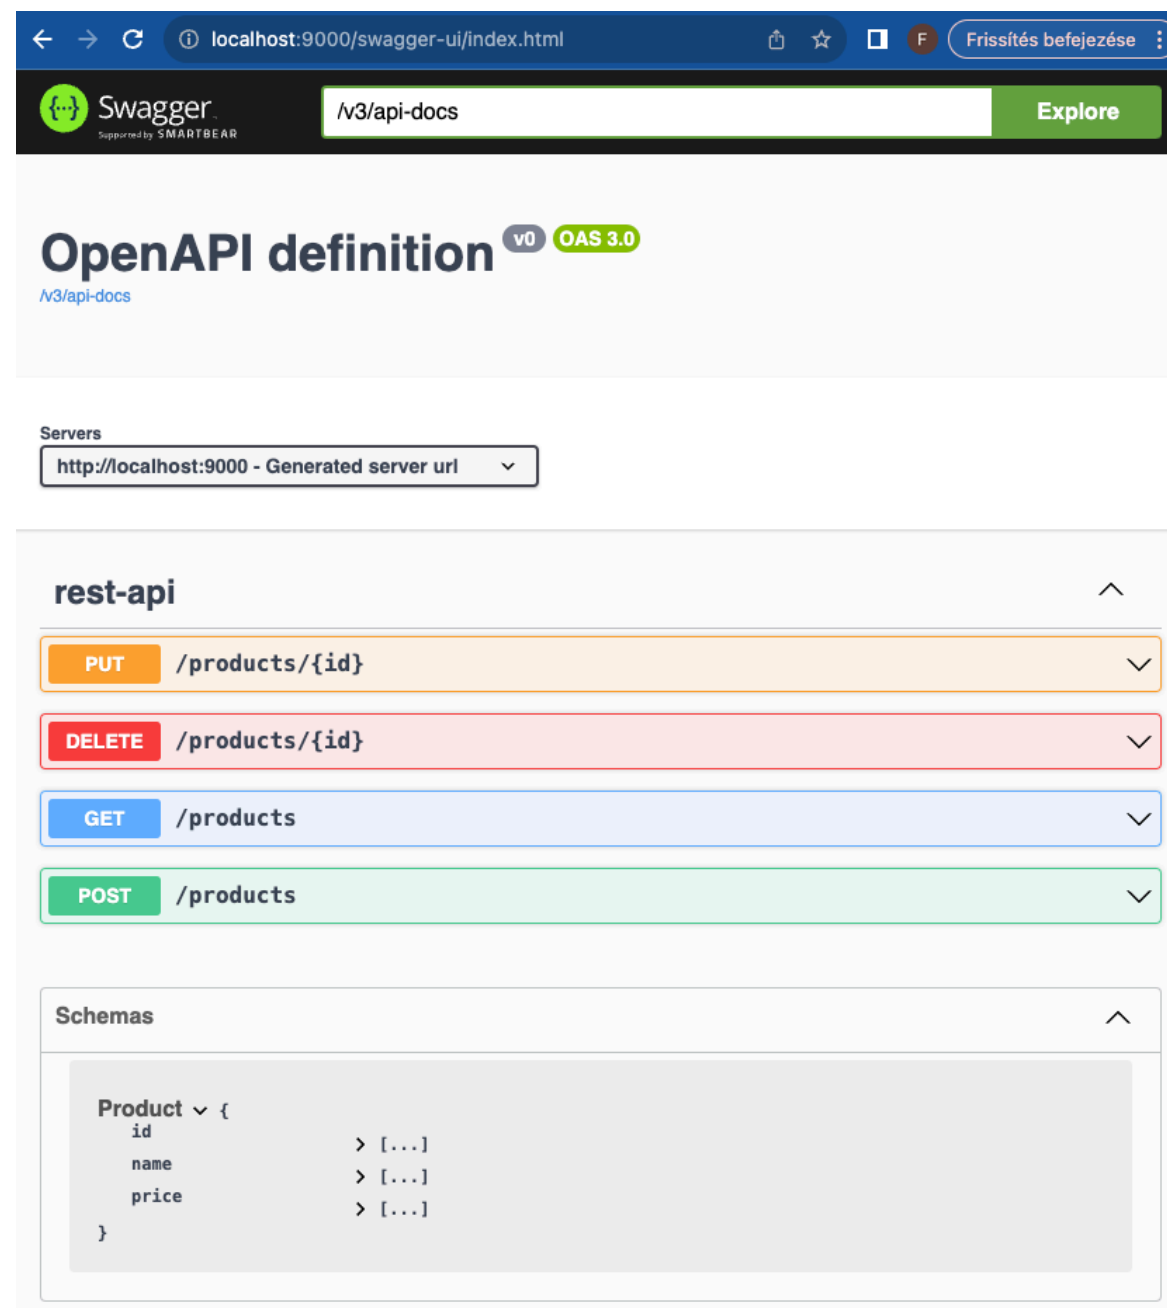 localhost:9000/swagger-ui/index.html
F
Frissítés befejezése
{···} Swagger
Supported by SMARTBEAR
/v3/api-docs
Explore
OpenAPI definition v0 OAS 3.0
/v3/api-docs
Servers
http://localhost:9000 - Generated server url
rest-api
PUT /products/{id}
DELETE /products/{id}
GET /products
POST /products
Schemas
Product {
id
[...]
name
[...]
price
[...]
}